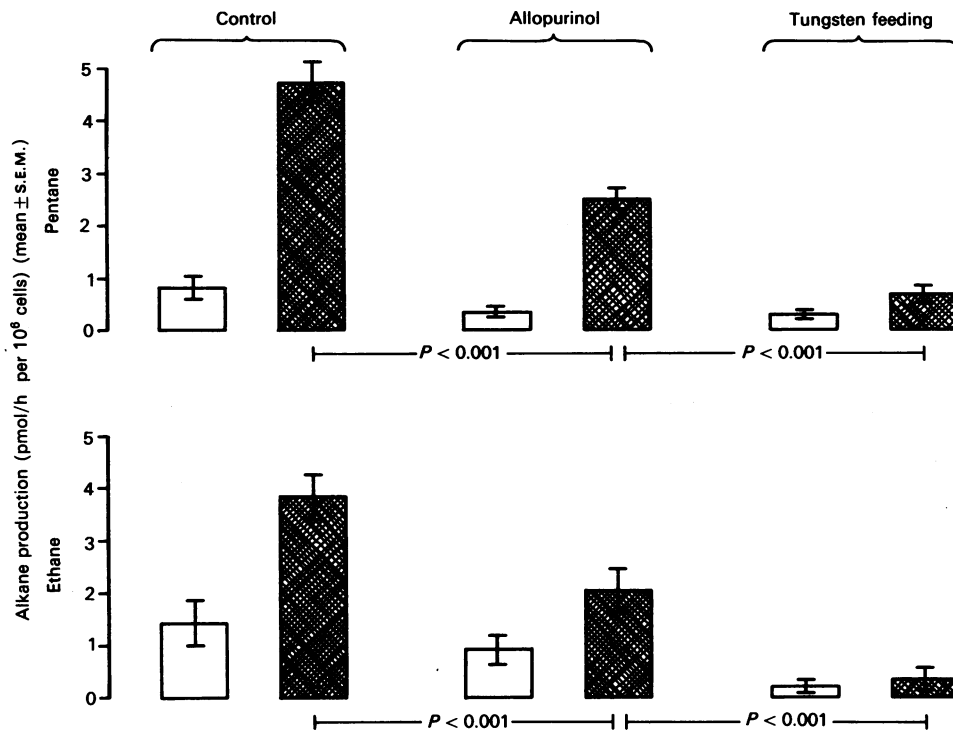 Control Allopurinol Tungsten feeding
Alkane production (pmol/h per 10⁶ cells) (mean ± S.E.M.)
Pentane
5
4
3
2
1
0
P < 0.001 P < 0.001
Ethane
5
4
3
2
1
0
P < 0.001 P < 0.001